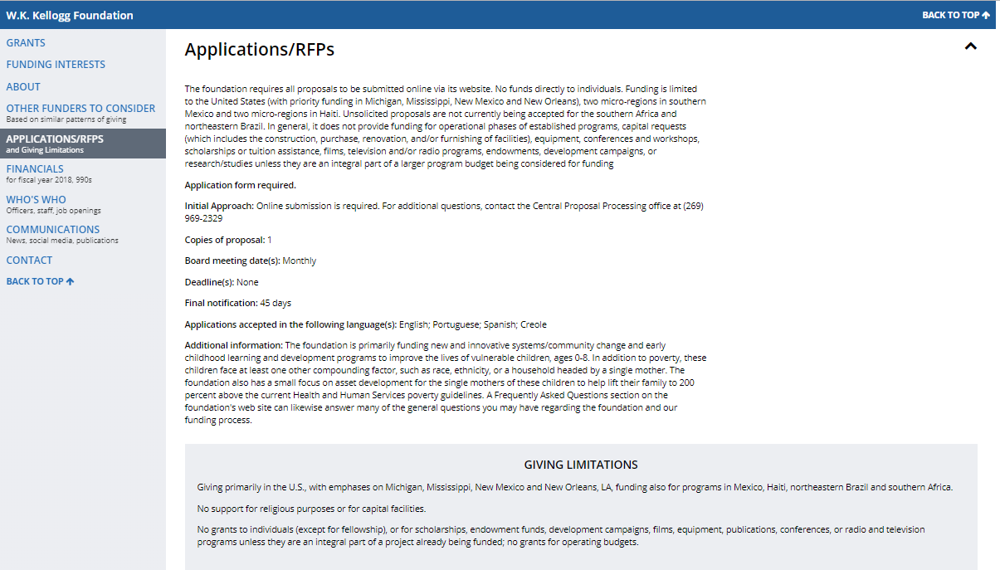 W.K. Kellogg Foundation
BACK TO TOP
GRANTS
FUNDING INTERESTS
ABOUT
OTHER FUNDERS TO CONSIDER
Based on similar patterns of giving
APPLICATIONS/RFPS
and Giving Limitations
FINANCIALS
for fiscal year 2018, 990s
WHO'S WHO
Officers, staff, job openings
COMMUNICATIONS
News, social media, publications
CONTACT
BACK TO TOP
Applications/RFPs
The foundation requires all proposals to be submitted online via its website. No funds directly to individuals. Funding is limited
to the United States (with priority funding in Michigan, Mississippi, New Mexico and New Orleans), two micro-regions in southern
Mexico and two micro-regions in Haiti. Unsolicited proposals are not currently being accepted for the southern Africa and
northeastern Brazil. In general, it does not provide funding for operational phases of established programs, capital requests
(which includes the construction, purchase, renovation, and/or furnishing of facilities), equipment, conferences and workshops,
scholarships or tuition assistance, films, television and/or radio programs, endowments, development campaigns, or
research/studies unless they are an integral part of a larger program budget being considered for funding
Application form required.
Initial Approach: Online submission is required. For additional questions, contact the Central Proposal Processing office at (269)
969-2329
Copies of proposal: 1
Board meeting date(s): Monthly
Deadline(s): None
Final notification: 45 days
Applications accepted in the following language(s): English; Portuguese; Spanish; Creole
Additional information: The foundation is primarily funding new and innovative systems/community change and early
childhood learning and development programs to improve the lives of vulnerable children, ages 0-8. In addition to poverty, these
children face at least one other compounding factor, such as race, ethnicity, or a household headed by a single mother. The
foundation also has a small focus on asset development for the single mothers of these children to help lift their family to 200
percent above the current Health and Human Services poverty guidelines. A Frequently Asked Questions section on the
foundation's web site can likewise answer many of the general questions you may have regarding the foundation and our
funding process.
GIVING LIMITATIONS
Giving primarily in the U.S., with emphases on Michigan, Mississippi, New Mexico and New Orleans, LA, funding also for programs in Mexico, Haiti, northeastern Brazil and southern Africa.
No support for religious purposes or for capital facilities.
No grants to individuals (except for fellowship), or for scholarships, endowment funds, development campaigns, films, equipment, publications, conferences, or radio and television
programs unless they are an integral part of a project already being funded; no grants for operating budgets.